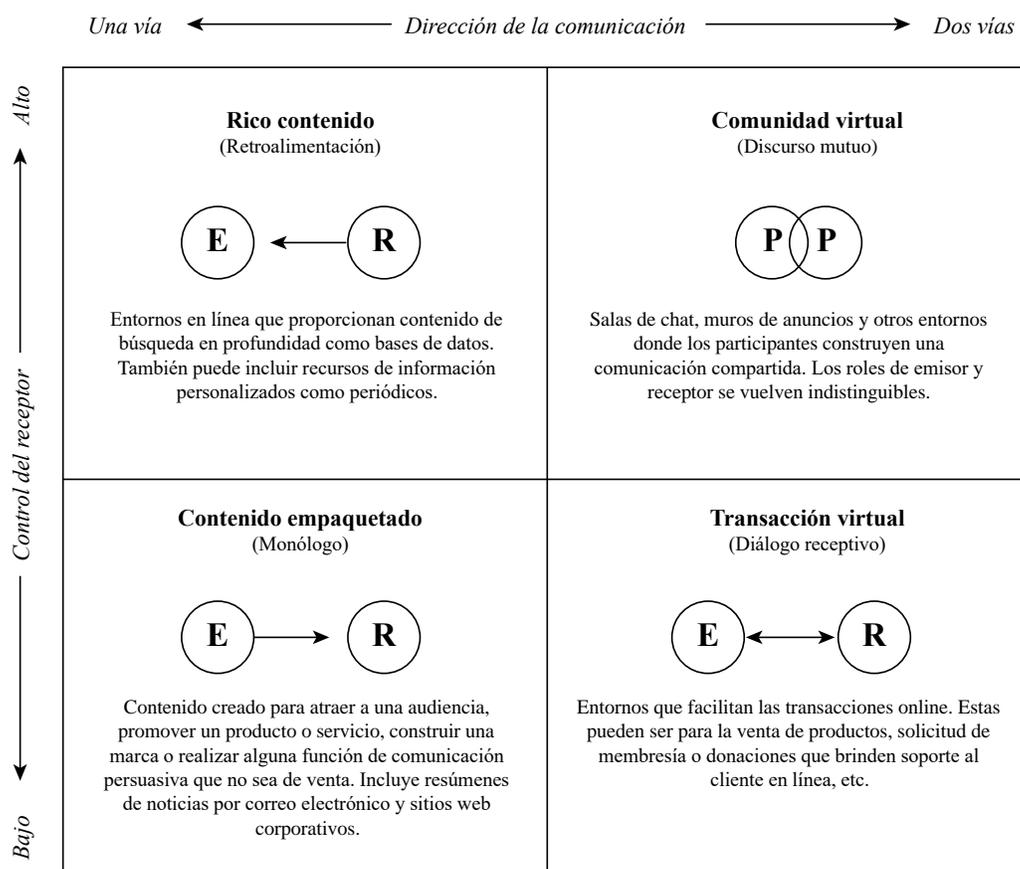 Una vía Dirección de la comunicación Dos vías
Alto
Control del receptor
Bajo
Rico contenido
(Retroalimentación)
E R
Entornos en línea que proporcionan contenido de
búsqueda en profundidad como bases de datos.
También puede incluir recursos de información
personalizados como periódicos.
Comunidad virtual
(Discurso mutuo)
P P
Salas de chat, muros de anuncios y otros entornos
donde los participantes construyen una
comunicación compartida. Los roles de emisor y
receptor se vuelven indistinguibles.
Contenido empaquetado
(Monólogo)
E R
Contenido creado para atraer a una audiencia,
promover un producto o servicio, construir una
marca o realizar alguna función de comunicación
persuasiva que no sea de venta. Incluye resúmenes
de noticias por correo electrónico y sitios web
corporativos.
Transacción virtual
(Diálogo receptivo)
E R
Entornos que facilitan las transacciones online. Estas
pueden ser para la venta de productos, solicitud de
membresía o donaciones que brinden soporte al
cliente en línea, etc.